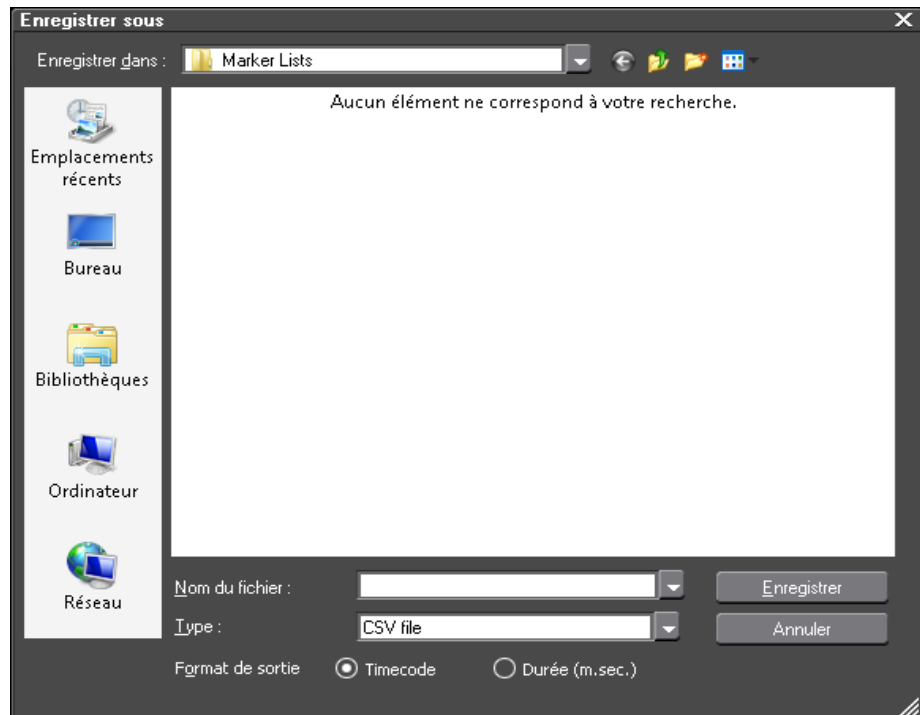 Enregistrer sous
Enregistrer dans :
Marker Lists
Aucun élément ne correspond à votre recherche.
Emplacements
récents
Bureau
Bibliothèques
Ordinateur
Réseau
Nom du fichier :
Enregistrer
Type :
CSV file
Annuler
Format de sortie
Timecode
Durée (m.sec.)